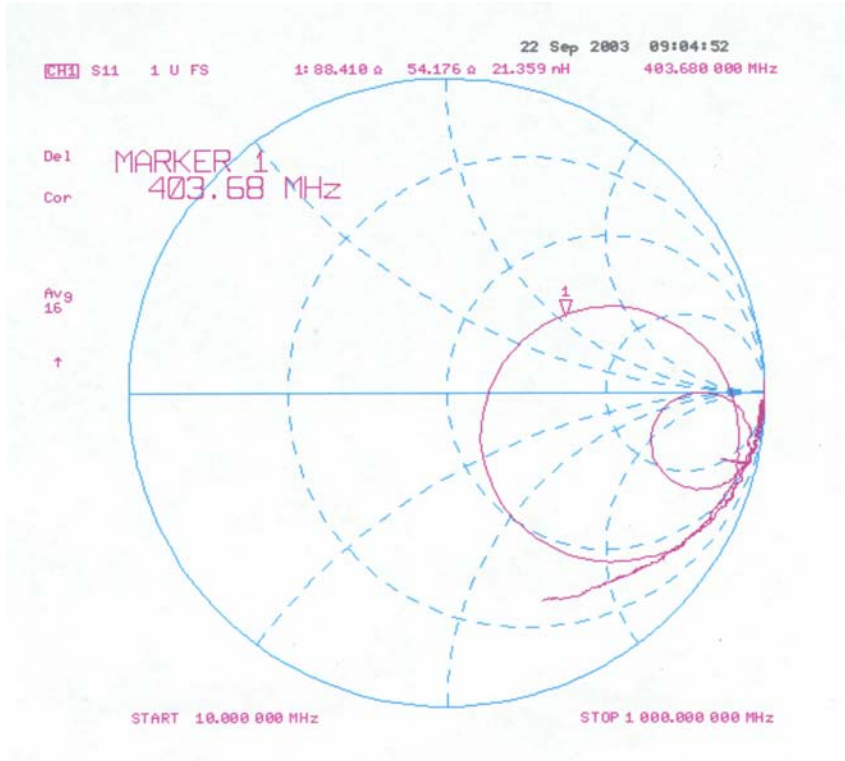 22 Sep 2003 09:04:52
CH1 S11 1 U FS 1: 88.410 Ω 54.176 Ω 21.359 nH 403.680 000 MHz
Del
MARKER 1
403.68 MHz
Cor
Avg
16
↑
1
START 10.000 000 MHz STOP 1 000.000 000 MHz